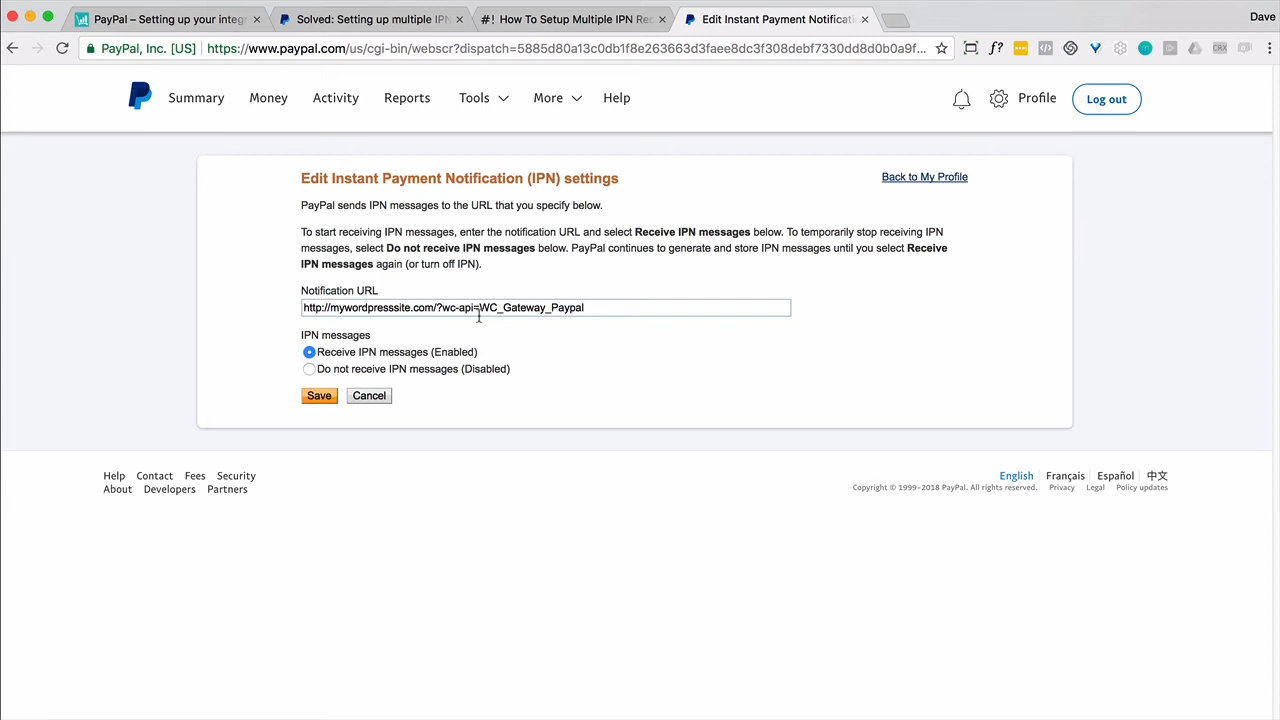 PayPal – Setting up your integ
Solved: Setting up multiple IPN
#! How To Setup Multiple IPN Rec
Edit Instant Payment Notificati
Dave
PayPal, Inc. [US]
https://www.paypal.com/us/cgi-bin/webscr?dispatch=5885d80a13c0db1f8e263663d3faee8dc3f3083ebf7330dd8d0b0a9f...
Summary
Money
Activity
Reports
Tools
More
Help
Profile
Log out
Edit Instant Payment Notification (IPN) settings
Back to My Profile
PayPal sends IPN messages to the URL that you specify below.
To start receiving IPN messages, enter the notification URL and select Receive IPN messages below. To temporarily stop receiving IPN
messages, select Do not receive IPN messages below. PayPal continues to generate and store IPN messages until you select Receive
IPN messages again (or turn off IPN).
Notification URL
http://mywordpresssite.com/?wc-api=WC_Gateway_Paypal
IPN messages
Receive IPN messages (Enabled)
Do not receive IPN messages (Disabled)
Save
Cancel
Help Contact Fees Security
About Developers Partners
English Français Español 中文
Copyright © 1999–2018 PayPal. All rights reserved. Privacy Legal Policy updates